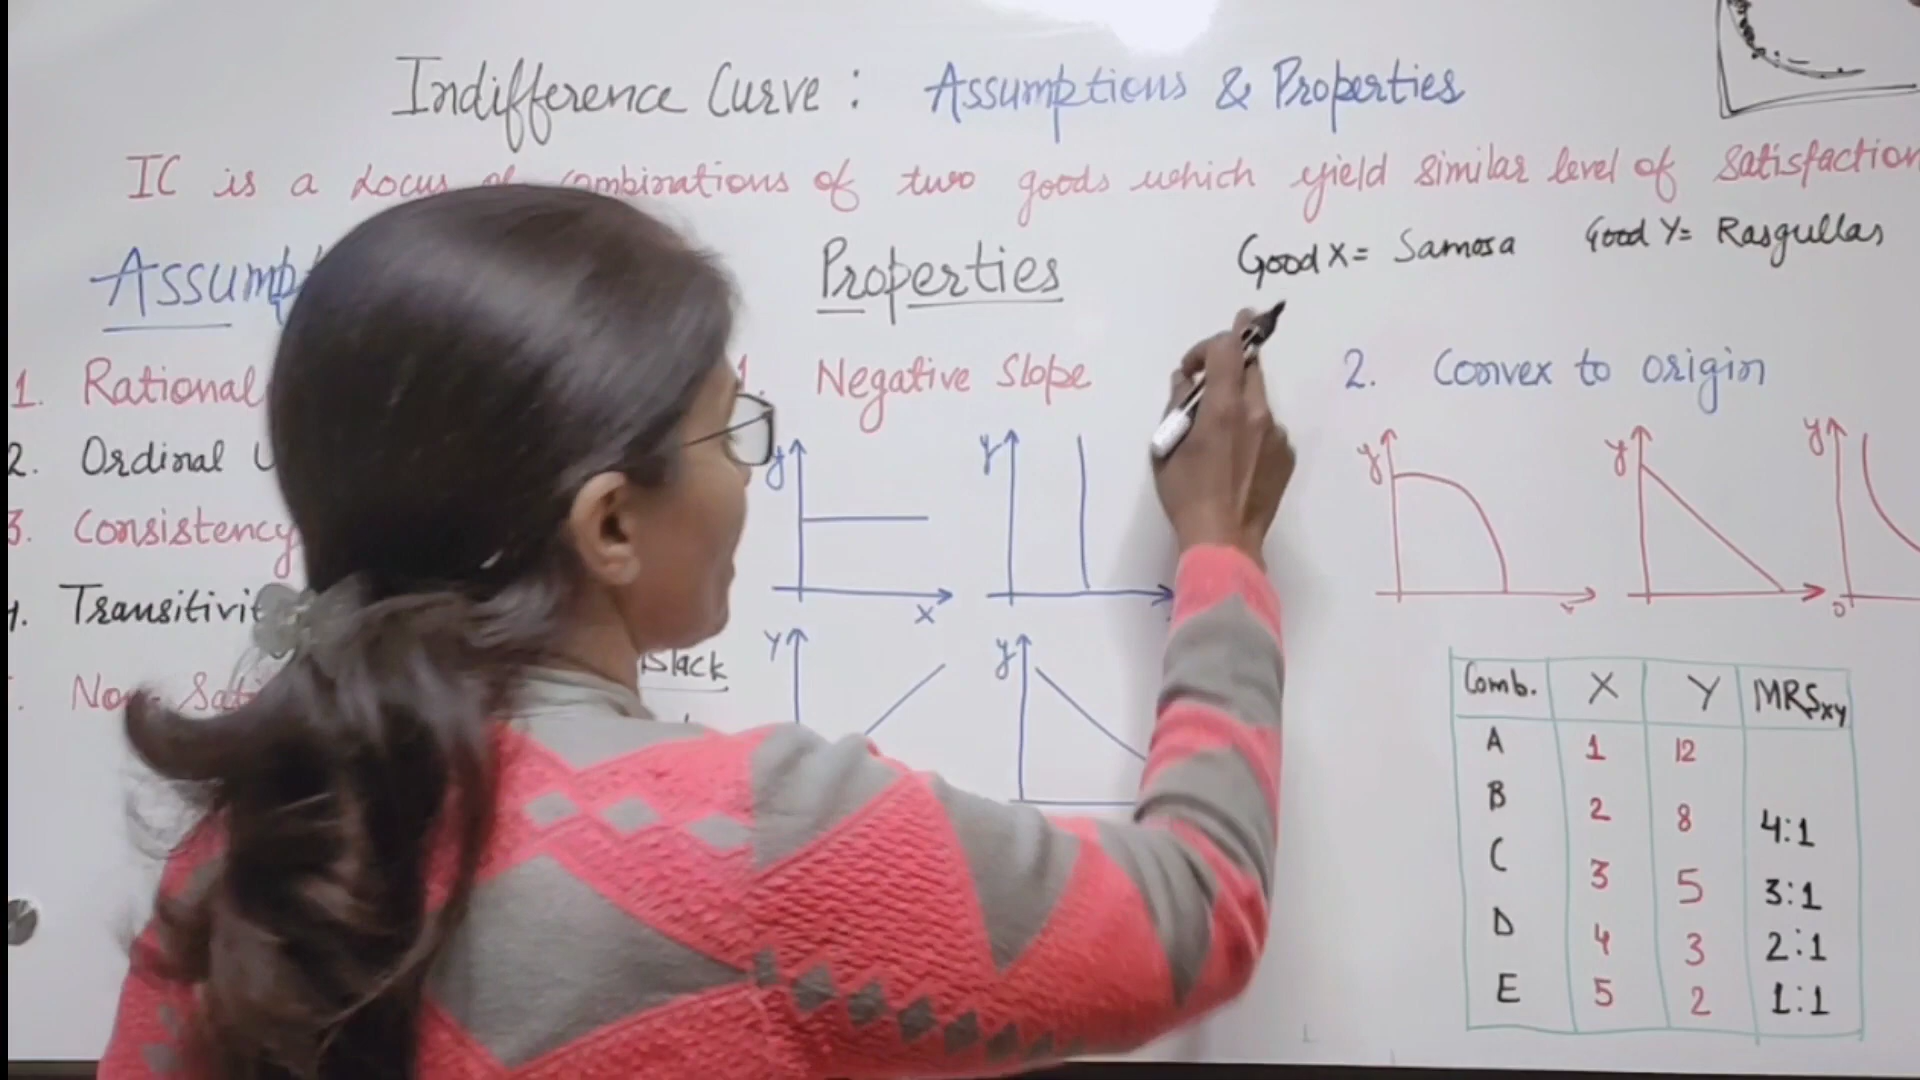 Indifference Curve : Assumptions & Properties
IC is a Locus of combinations of two goods which yield similar level of satisfaction
Good X = Samosa Good Y = Rasgullas
Properties
1. Rational
2. Ordinal
3. Consistency
4. Transitivit
Non-Sati
Slack
1. Negative Slope
y
x
y
Y
y
2. Convex to origin
y
x
y
y
0
Comb. X Y MRSxy
A 1 12
B 2 8 4:1
C 3 5 3:1
D 4 3 2:1
E 5 2 1:1